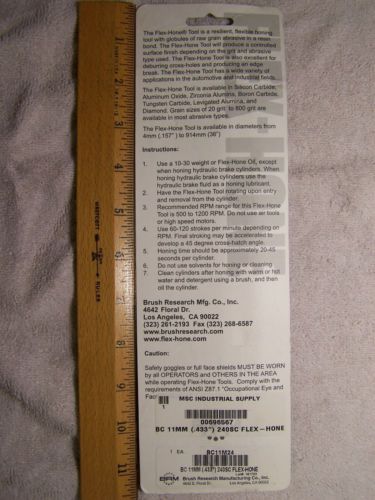 The Flex-Hone® Tool is a resilient, flexible honing
tool with globules of raw grain abrasive in a resin
bond. The Flex-Hone Tool will produce a controlled
surface finish depending on the grit and abrasive
type used. The Flex-Hone Tool is also excellent for
deburring cross-holes and producing an edge
break. The Flex-Hone Tool has a wide variety of
applications in the automotive and industrial fields.
The Flex-Hone Tool is available in Silicon Carbide,
Aluminum Oxide, Zirconia Alumina, Boron Carbide,
Tungsten Carbide, Levigated Alumina, and
Diamond. Grain sizes of 20 grit to 800 grit are
available in most abrasive types.
The Flex-Hone Tool is available in diameters from
4mm (.157") to 914mm (36")
Instructions:
1. Use a 10-30 weight or Flex-Hone Oil, except
when honing hydraulic brake cylinders. When
honing hydraulic brake cylinders use the
hydraulic brake fluid as a honing lubricant.
2. Have the Flex-Hone Tool rotating upon entry
and removal from the cylinder.
3. Recommended RPM range for this Flex-Hone
Tool is 500 to 1200 RPM. Do not use air tools
or high speed motors.
4. Use 60-120 strokes per minute depending on
RPM. Final stroking may be accelerated to
develop a 45 degree cross-hatch angle.
5. Honing time should be approximately 20-45
seconds per cylinder.
6. Do not use solvents for honing or cleaning
7. Clean cylinders after honing with warm or hot
water and detergent using a brush, and then
oil the cylinder.
Brush Research Mfg. Co., Inc.
4642 Floral Dr.
Los Angeles, CA 90022
(323) 261-2193 Fax (323) 268-6587
www.brushresearch.com
www.flex-hone.com
Caution:
Safety goggles or full face shields MUST BE WORN
by all OPERATORS and OTHERS IN THE AREA
while operating Flex-Hone Tools. Comply with the
requirements of ANSI Z87.1 "Occupational Eye and
Fac
MSC INDUSTRIAL SUPPLY
00696567
BC 11MM (.433") 240SC FLEX-HONE
1 EA
BC11M24
BC 11MM (.433") 240SC FLEX-HONE
BRM Brush Research Manufacturing Co., Inc.
1 2 3 4 5 6 7 8 9 10 11
WESTCOTT
RULER